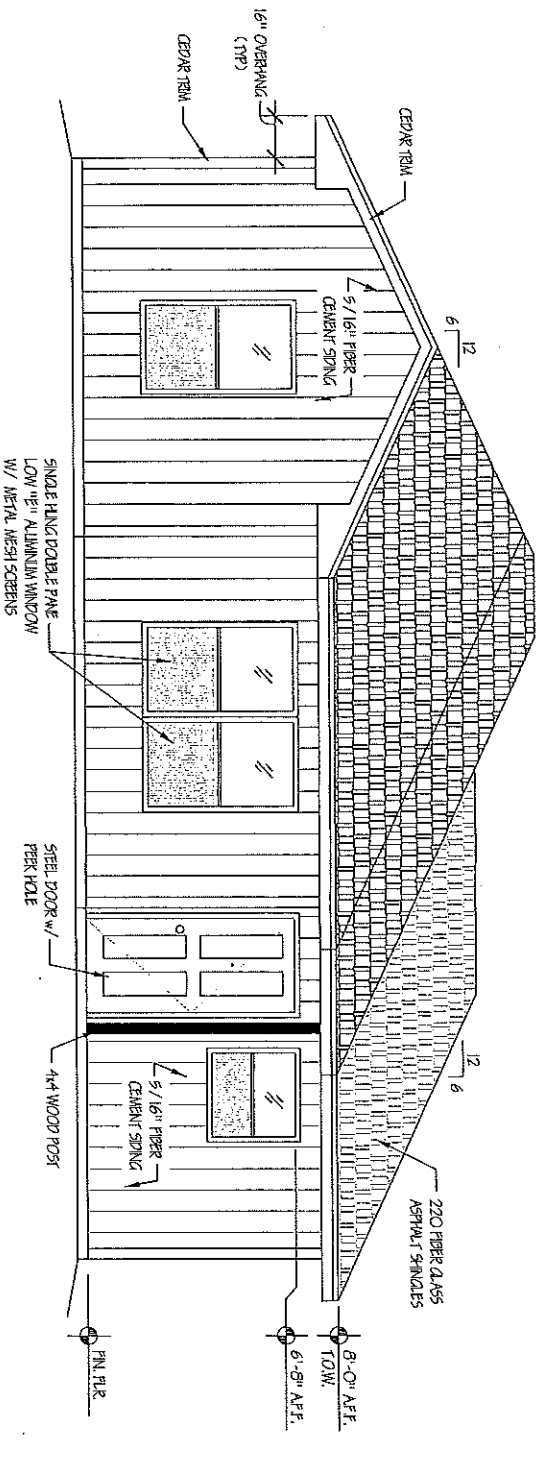 CEDAR TRIM
16" OVERHANG
(TYP)
CEDAR TRIM
5/16" FIBER
CEMENT SIDING
12
6
SINGLE HUNG DOUBLE PANE
LOW "E" ALUMINUM WINDOW
W/ METAL MESH SCREENS
STEEL DOOR w/
PEEK HOLE
4x4 WOOD POST
5/16" FIBER
CEMENT SIDING
12
6
220 FIBER GLASS
ASPHALT SHINGLES
8'-0" A.F.F.
T.O.W.
6'-8" A.F.F.
FIN. FLR.